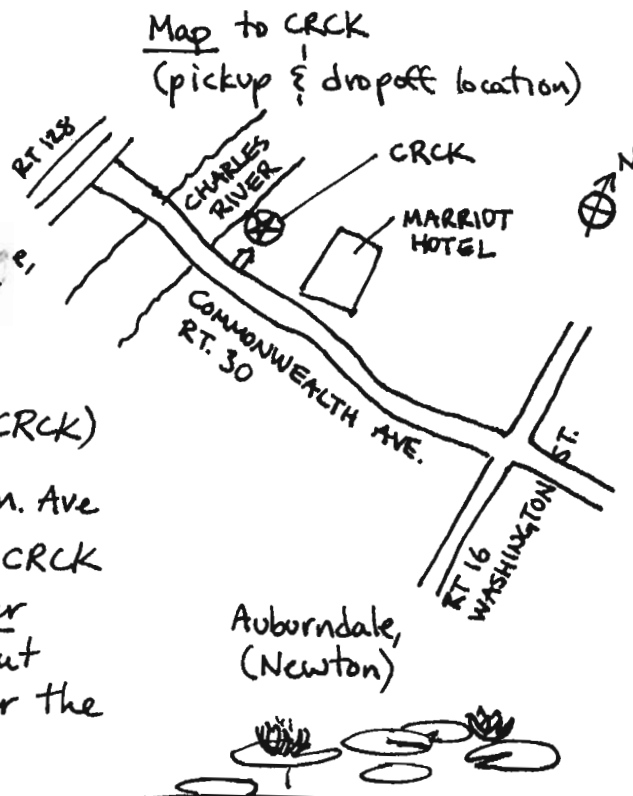 Map to CRCK
(pickup & dropoff location)
RT 128
CHARLES
RIVER
CRCK
N
MARRIOT
HOTEL
e,
COMMONWEALTH AVE.
RT. 30
CRCK)
n. Ave
CRCK
ST.
WASHINGTON
RT 16
er
ut
r the
Auburndale,
(Newton)